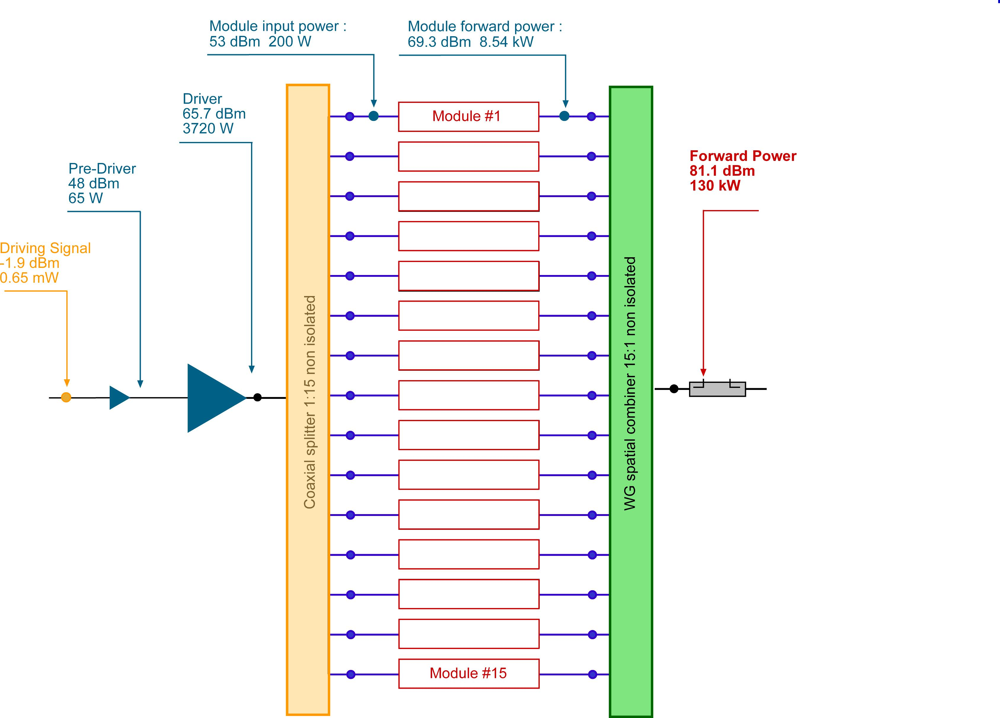 Module input power :
53 dBm  200 W
Module forward power :
69.3 dBm  8.54 kW
Driver
65.7 dBm
3720 W
Module #1
Forward Power
81.1 dBm
130 kW
Pre-Driver
48 dBm
65 W
Driving Signal
-1.9 dBm
0.65 mW
Coaxial splitter 1:15 non isolated
WG spatial combiner 15:1 non isolated
Module #15